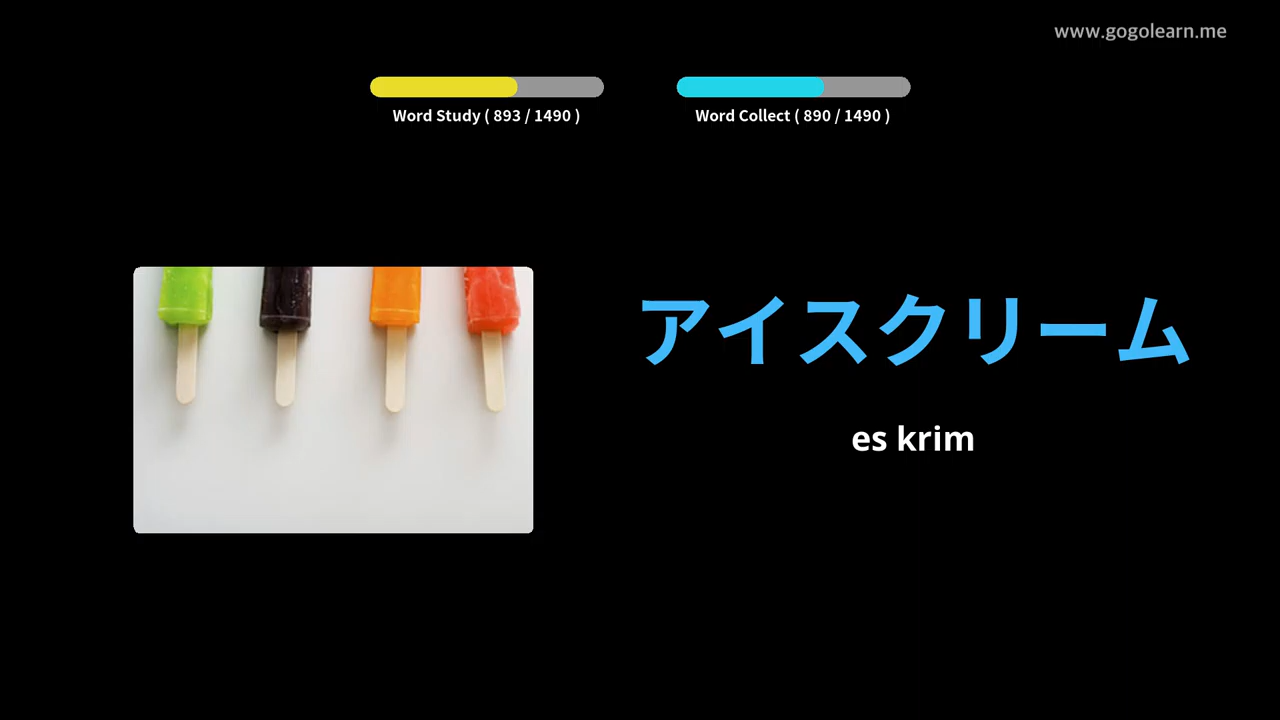 www.gogolearn.me
Word Study ( 893 / 1490 )
Word Collect ( 890 / 1490 )
アイスクリーム
es krim